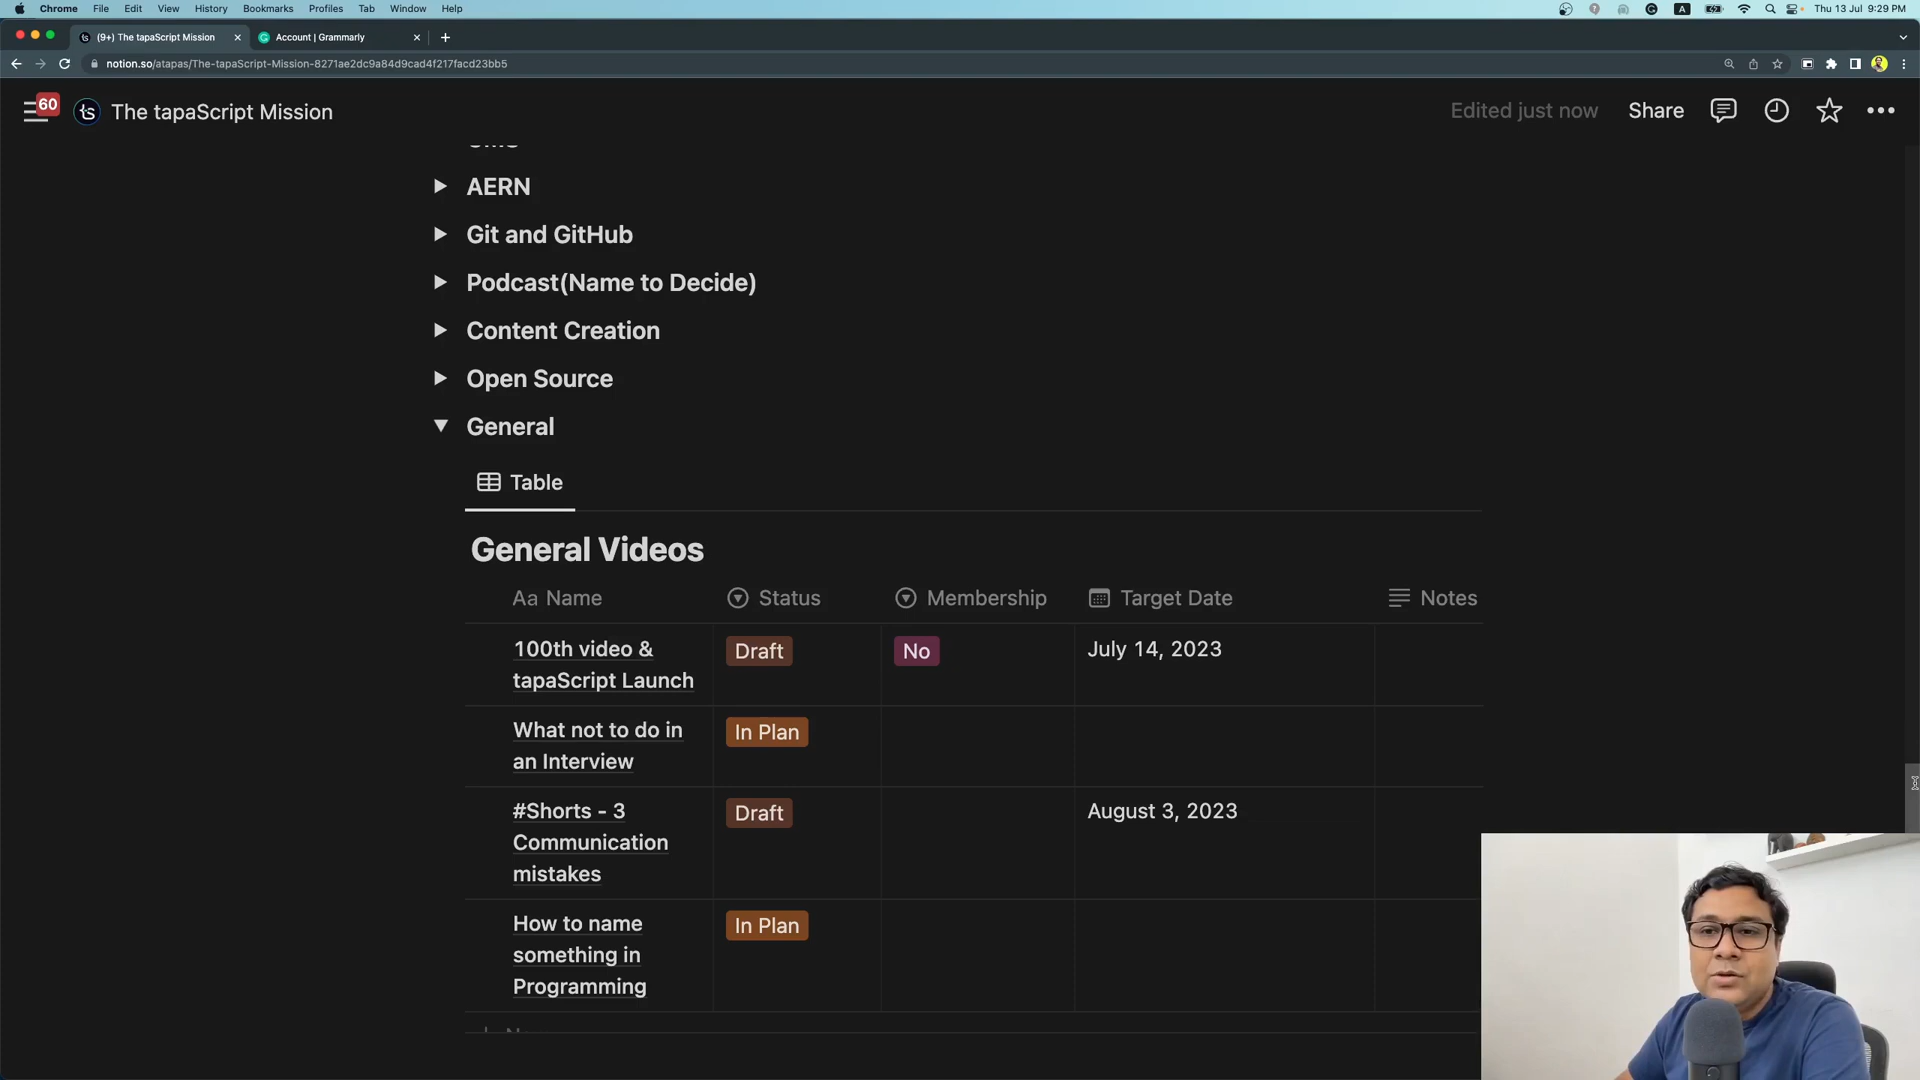 Chrome File Edit View History Bookmarks Profiles Tab Window Help
A
Thu 13 Jul 9:29 PM
(9+) The tapaScript Mission
Account | Grammarly
notion.so/atapas/The-tapaScript-Mission-8271ae2dc9a84d9cad4f217facd23bb5
60
ts
The tapaScript Mission
Edited just now
Share
AERN
Git and GitHub
Podcast(Name to Decide)
Content Creation
Open Source
General
Table
General Videos
Aa Name Status Membership Target Date Notes
100th video & Draft No July 14, 2023
tapaScript Launch
What not to do in In Plan
an Interview
#Shorts - 3 Draft August 3, 2023
Communication
mistakes
How to name In Plan
something in
Programming